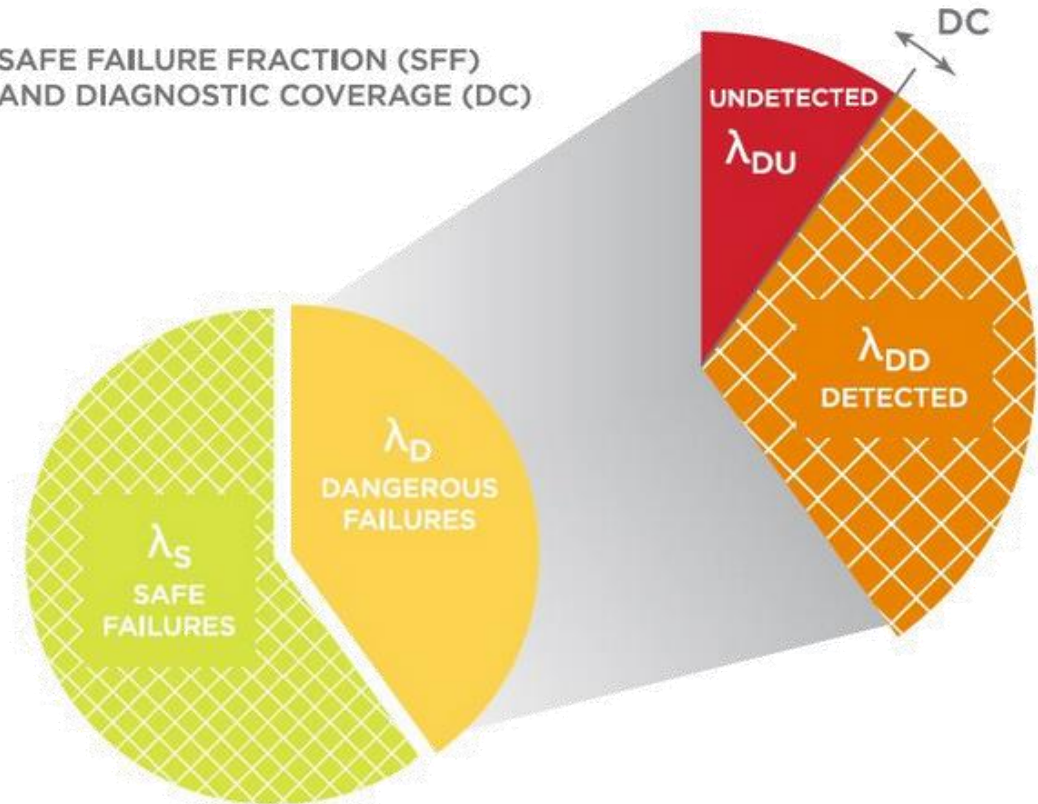 SAFE FAILURE FRACTION (SFF)
AND DIAGNOSTIC COVERAGE (DC)
DC
UNDETECTED
λDU
λDD
DETECTED
λD
DANGEROUS
FAILURES
λS
SAFE
FAILURES